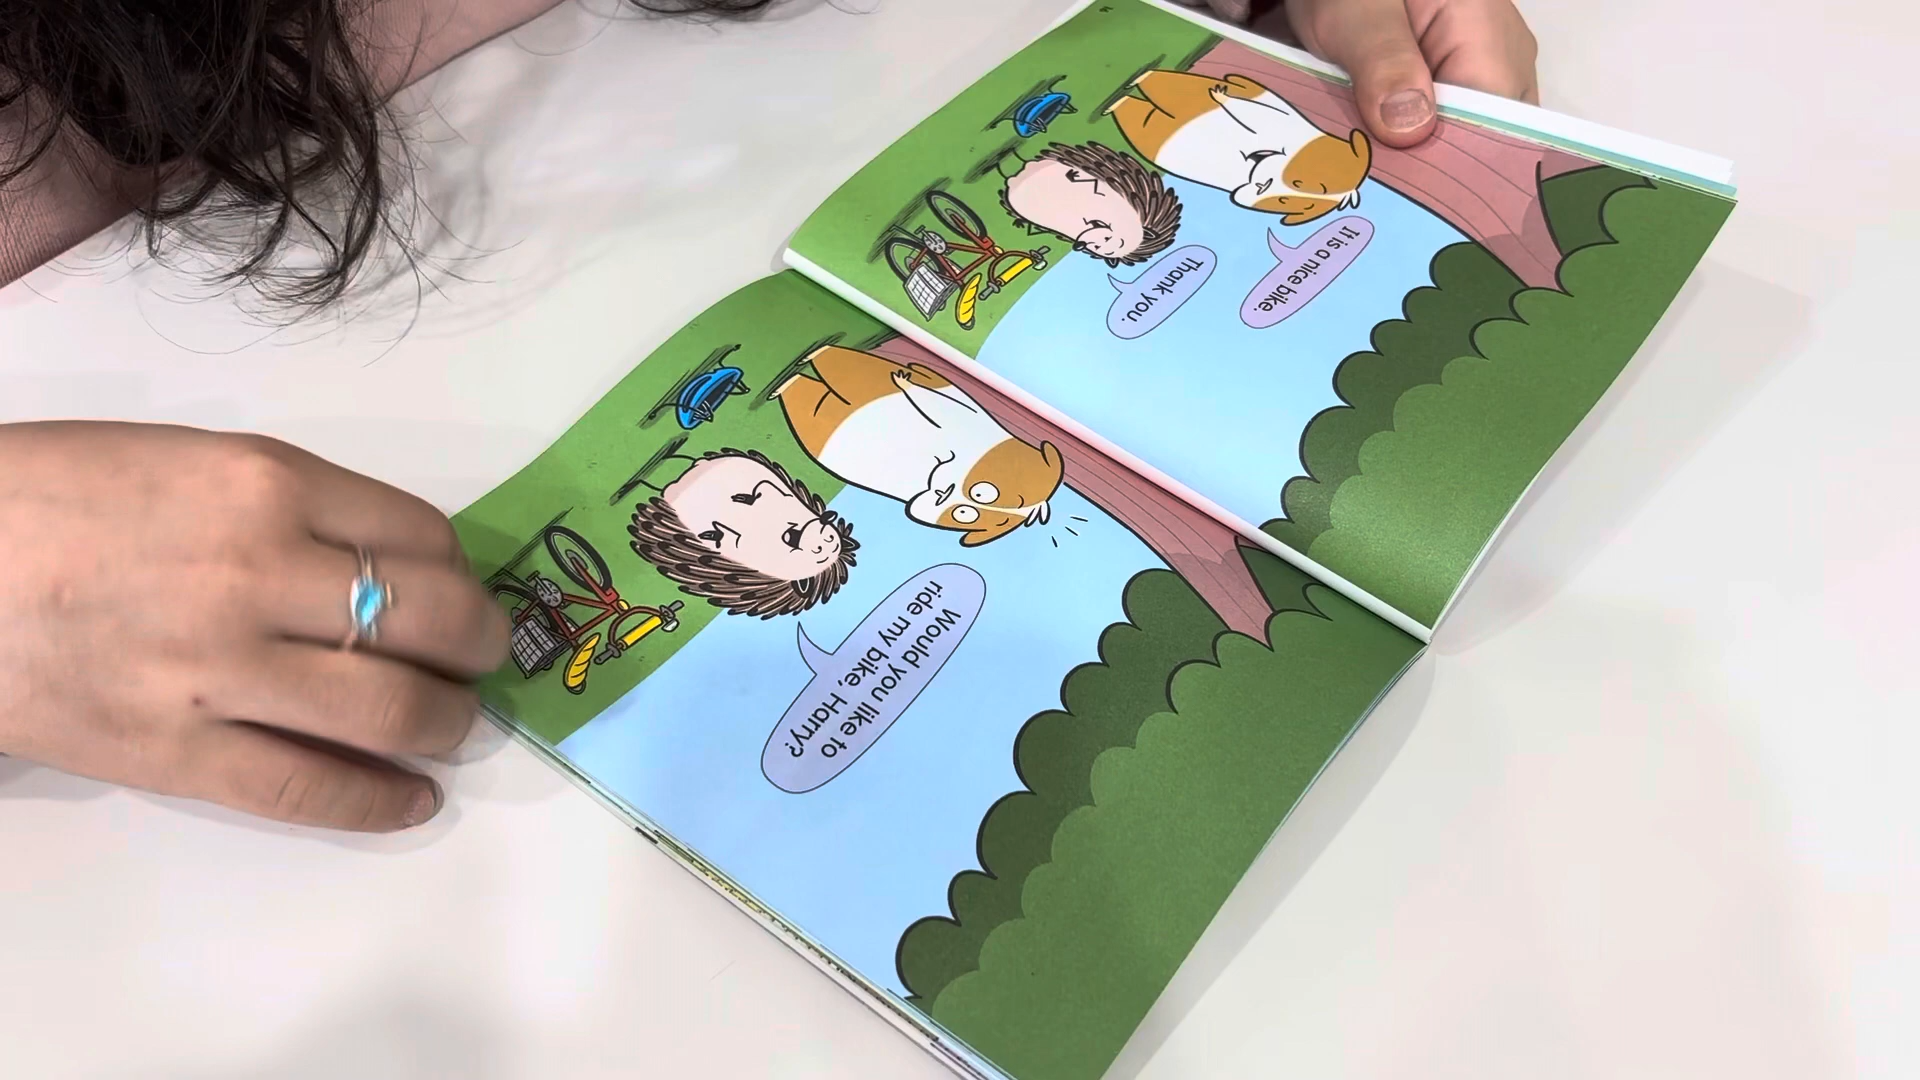 It is a nice bike.
Thank you.
Would you like to
ride my bike, Harry?